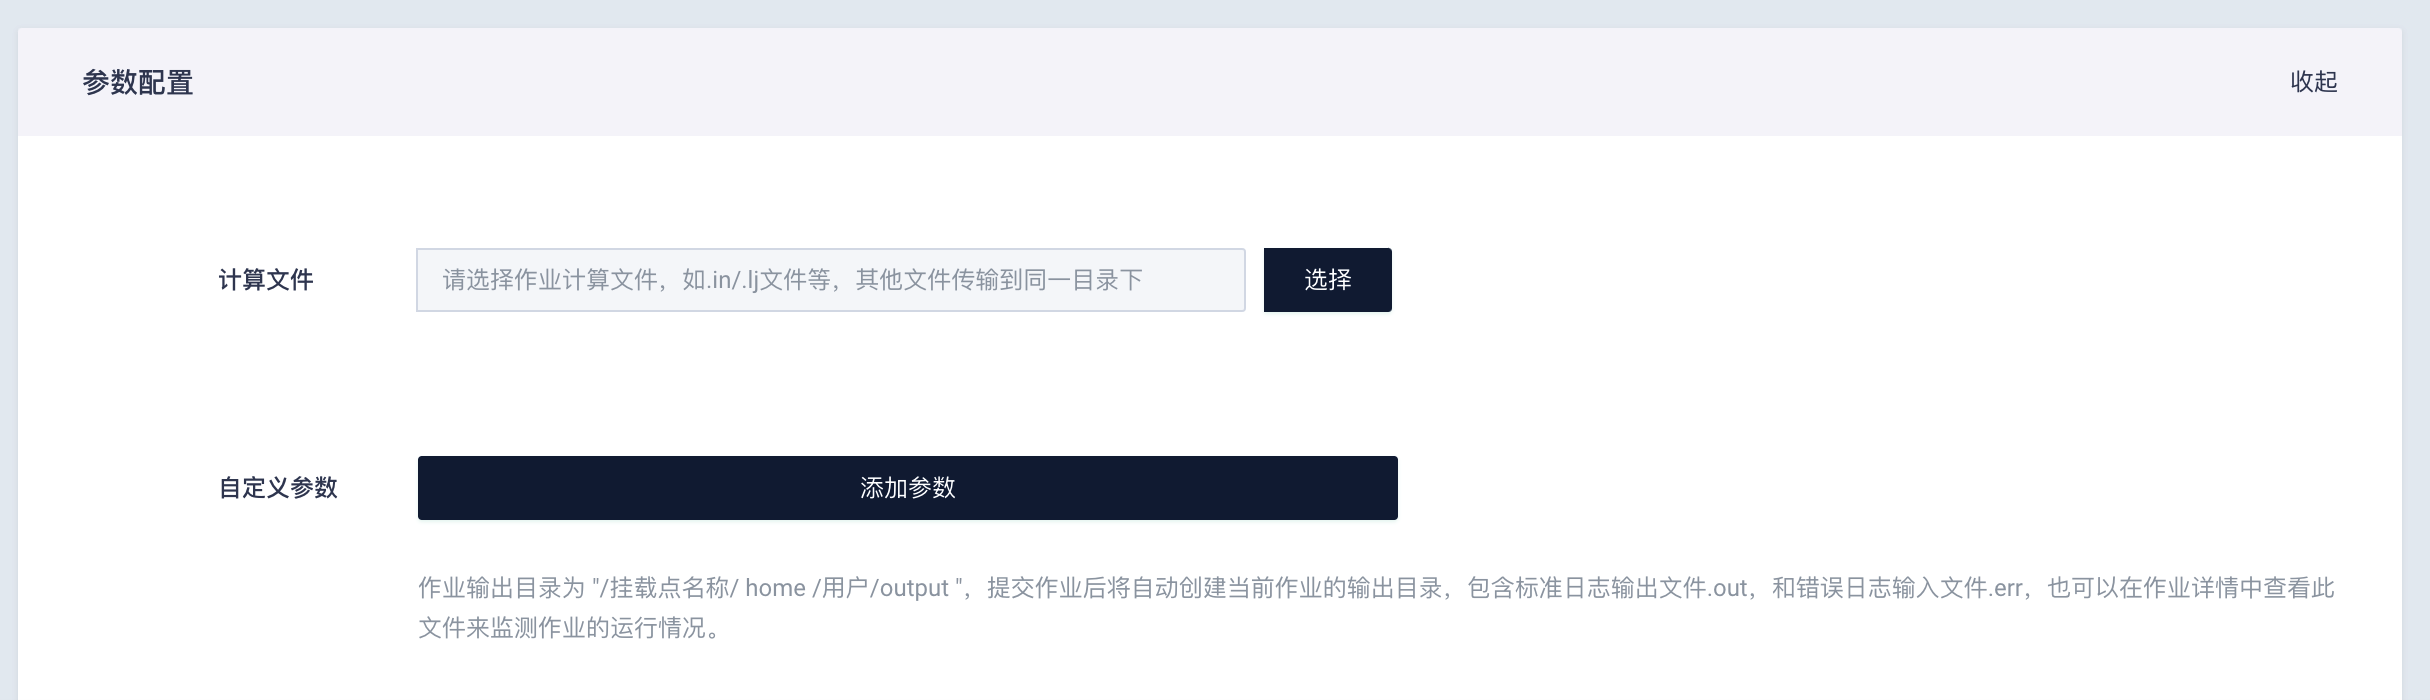 参数配置
收起
计算文件
请选择作业计算文件，如.in/.lj文件等，其他文件传输到同一目录下
选择
自定义参数
添加参数
作业输出目录为 "/挂载点名称/ home /用户/output "，提交作业后将自动创建当前作业的输出目录，包含标准日志输出文件.out，和错误日志输入文件.err，也可以在作业详情中查看此
文件来监测作业的运行情况。